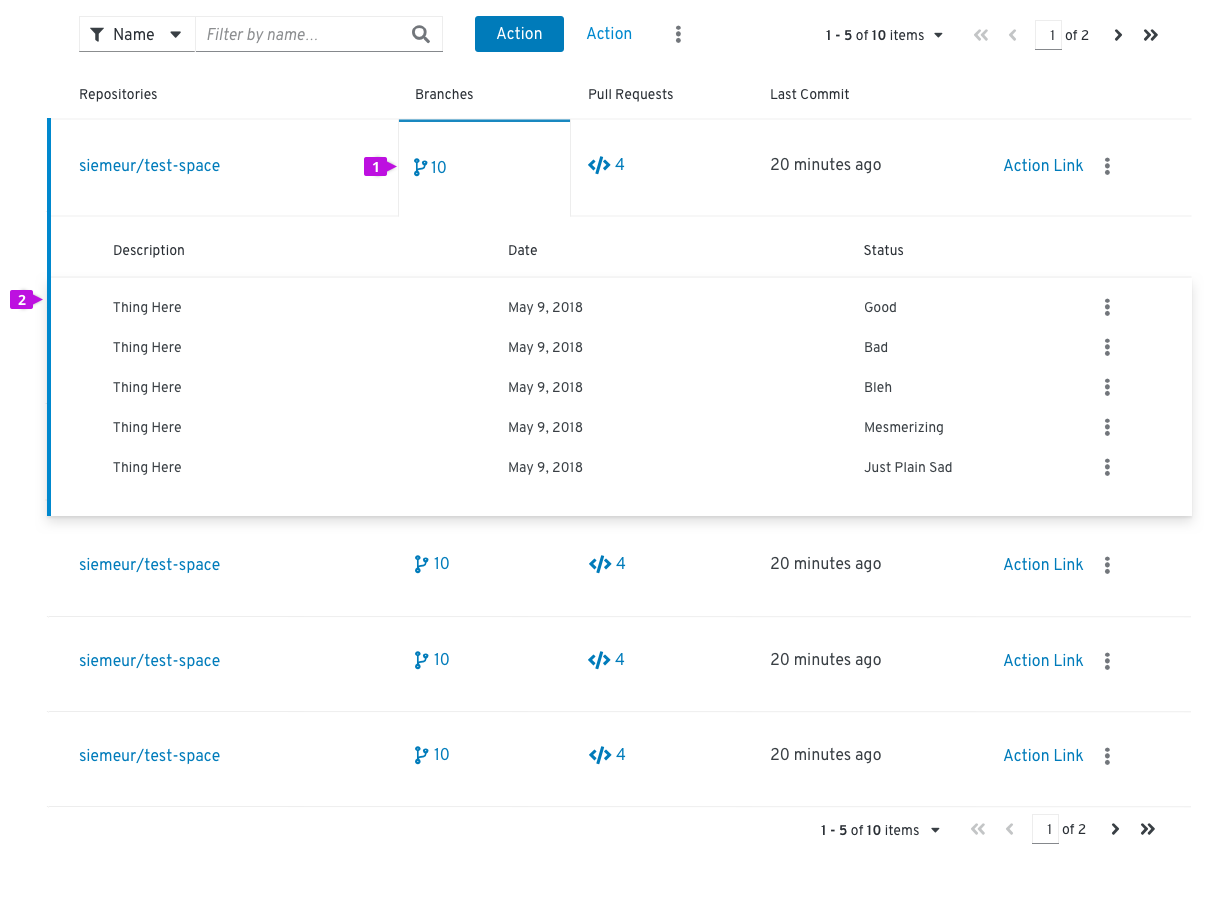 Name Filter by name... Action Action 1 - 5 of 10 items 1 of 2
Repositories Branches Pull Requests Last Commit
siemeur/test-space 1 10 4 20 minutes ago Action Link
Description Date Status
2
Thing Here May 9, 2018 Good
Thing Here May 9, 2018 Bad
Thing Here May 9, 2018 Bleh
Thing Here May 9, 2018 Mesmerizing
Thing Here May 9, 2018 Just Plain Sad
siemeur/test-space 10 4 20 minutes ago Action Link
siemeur/test-space 10 4 20 minutes ago Action Link
siemeur/test-space 10 4 20 minutes ago Action Link
1 - 5 of 10 items 1 of 2